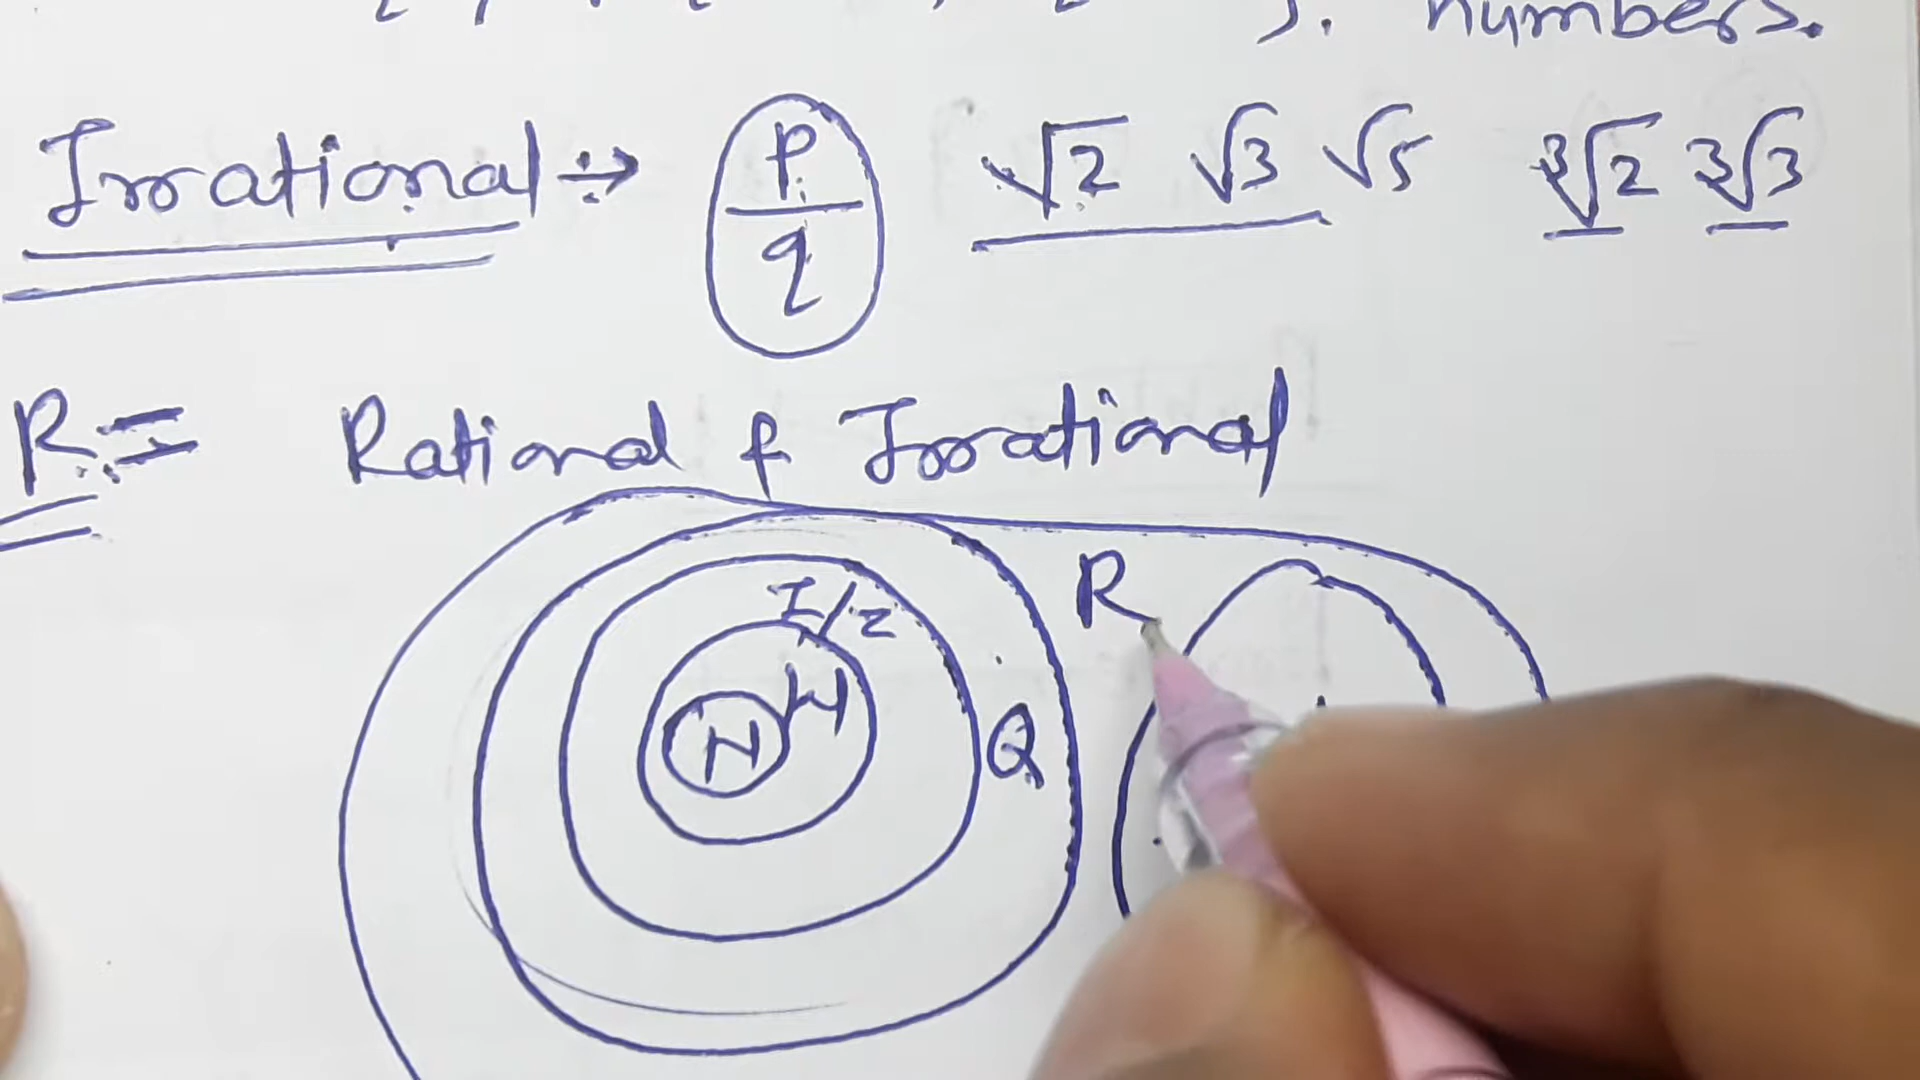 numbers.
Irrational → p/q √2 √3 √5 ∛2 ∛3
R = Rational & Irrational
I/Z R
N W Q